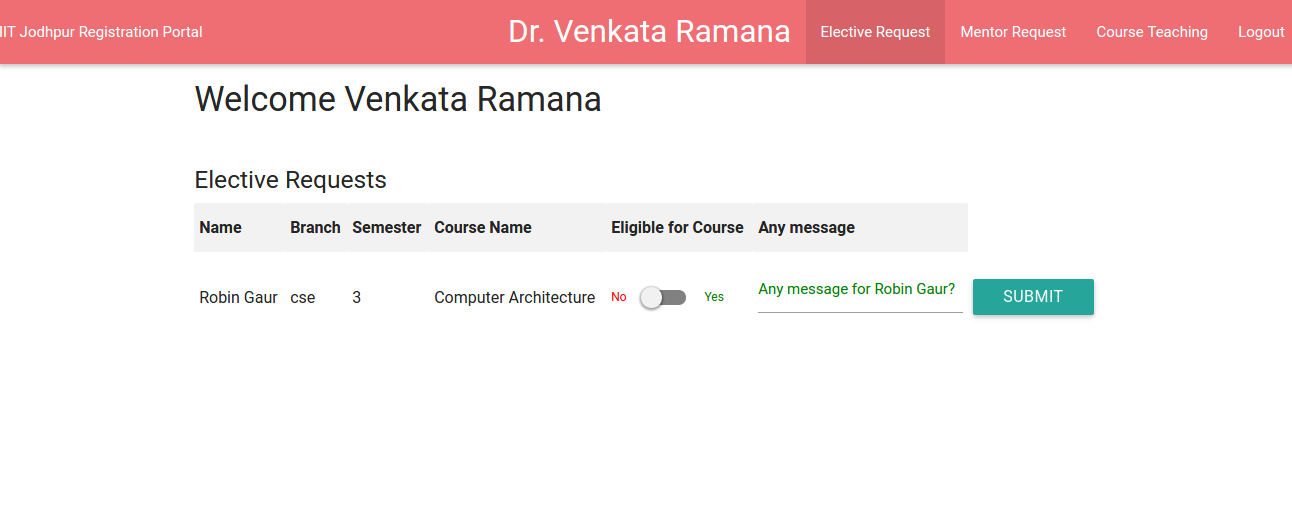 IIT Jodhpur Registration Portal Dr. Venkata Ramana Elective Request Mentor Request Course Teaching Logout
Welcome Venkata Ramana
Elective Requests
Name Branch Semester Course Name Eligible for Course Any message
Robin Gaur cse 3 Computer Architecture No Yes Any message for Robin Gaur? SUBMIT